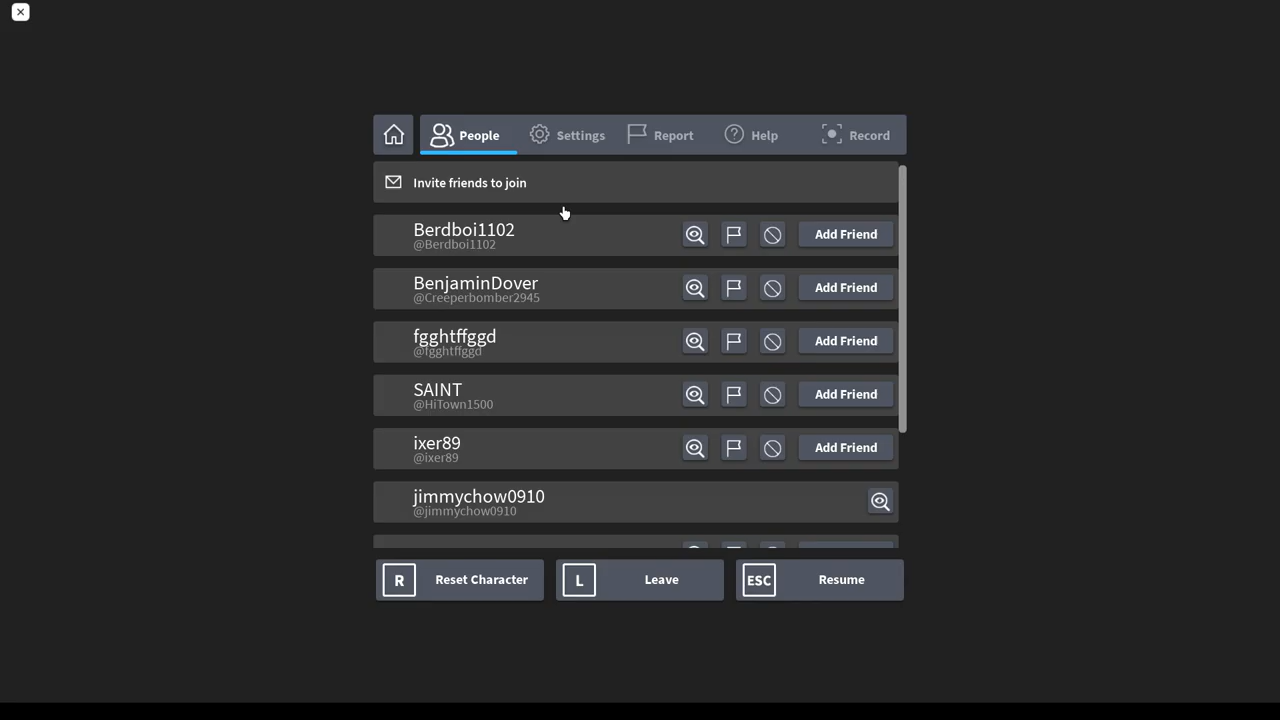 People
Settings
Report
Help
Record
Invite friends to join
Berdboi1102
@Berdboi1102
Add Friend
BenjaminDover
@Creeperbomber2945
Add Friend
fgghtffggd
@fgghtffggd
Add Friend
SAINT
@HiTown1500
Add Friend
ixer89
@ixer89
Add Friend
jimmychow0910
@jimmychow0910
R Reset Character
L Leave
ESC Resume